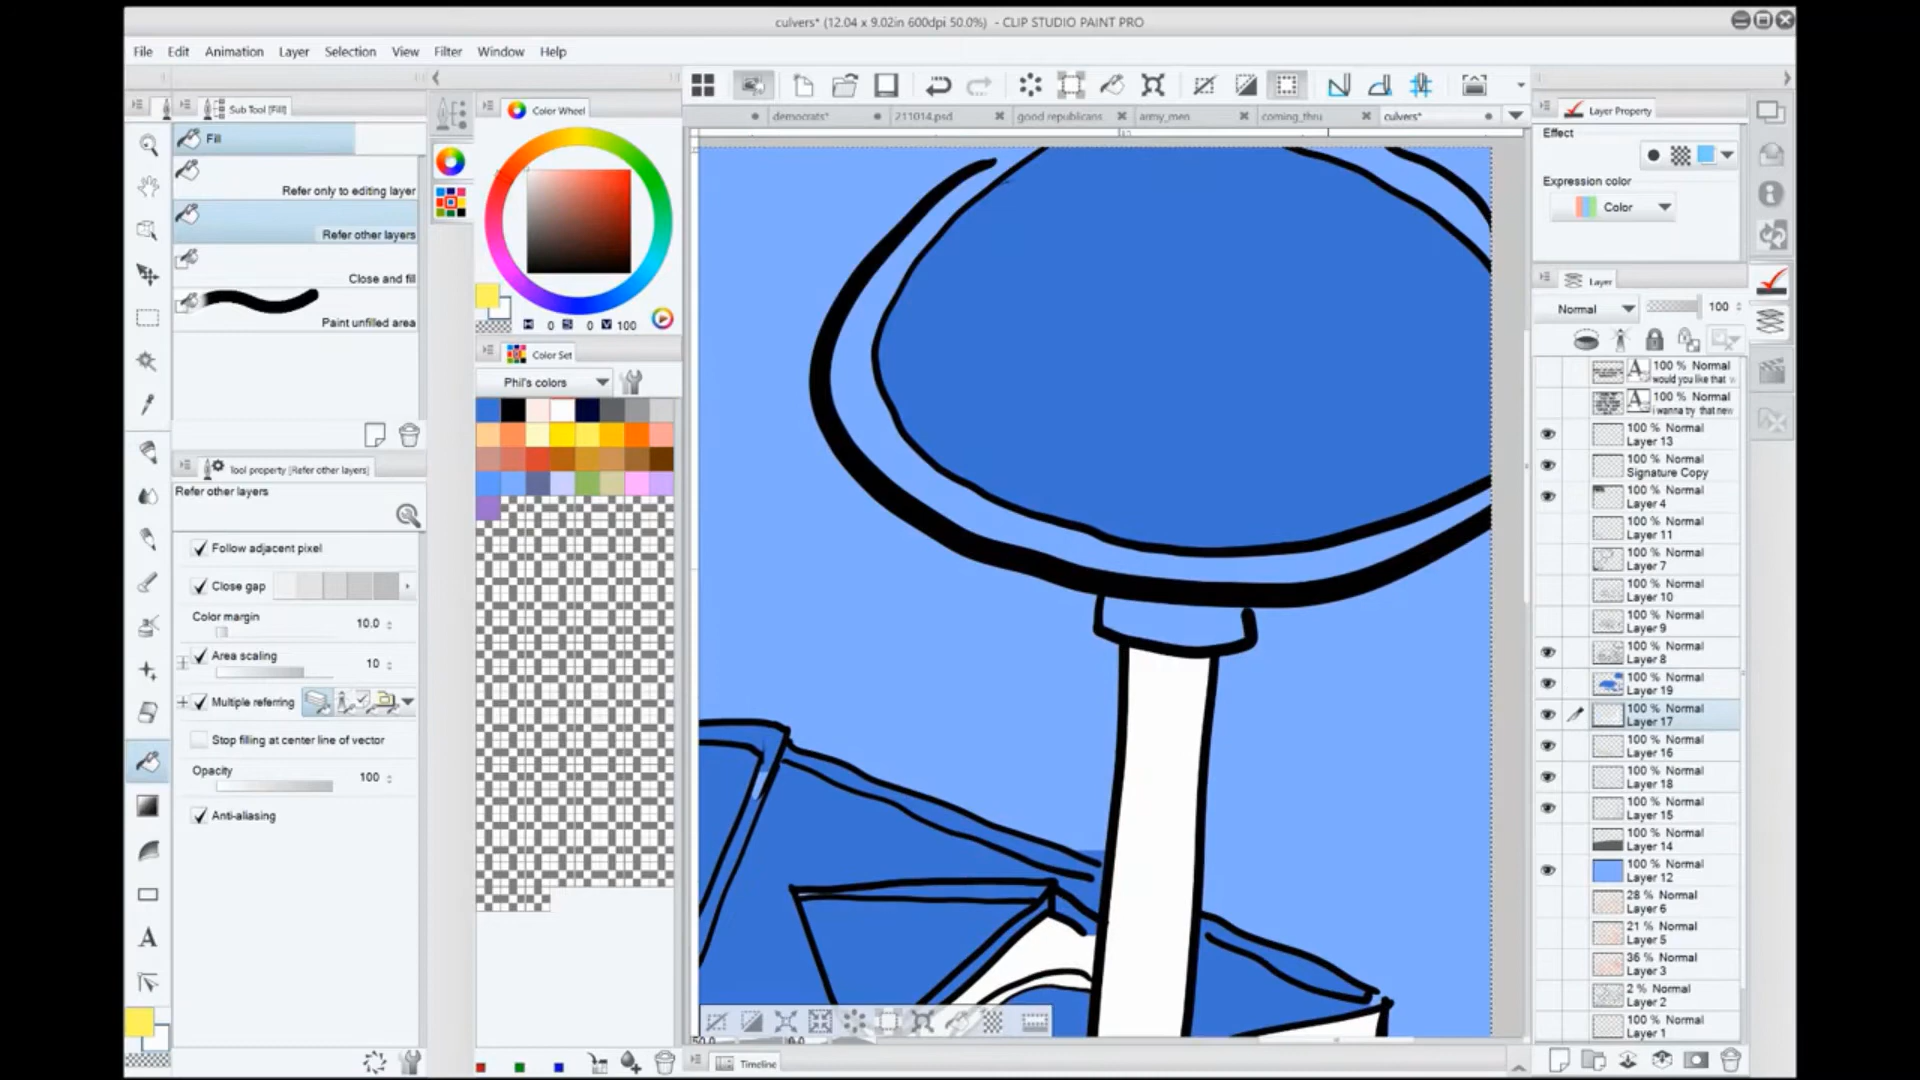 culvers* (12.04 x 9.02in 600dpi 50.0%) - CLIP STUDIO PAINT PRO
File Edit Animation Layer Selection View Filter Window Help
Sub Tool [Fill]
Fill
Refer only to editing layer
Refer other layers
Close and fill
Paint unfilled area
Tool property [Refer other layers]
Refer other layers
Follow adjacent pixel
Close gap
Color margin 10.0
Area scaling 10
Multiple referring
Stop filling at center line of vector
Opacity 100
Anti-aliasing
Color Wheel
H 0 S 0 V 100
Color Set
Phil's colors
democrats* 211014.psd good republicans army_men coming_thru culvers*
50.0 0.0
Timeline
Layer Property
Effect
Expression color
Color
Layer
Normal 100
100 % Normal
would you like that
100 % Normal
i wanna try that new
100 % Normal
Layer 13
100 % Normal
Signature Copy
100 % Normal
Layer 4
100 % Normal
Layer 11
100 % Normal
Layer 7
100 % Normal
Layer 10
100 % Normal
Layer 9
100 % Normal
Layer 8
100 % Normal
Layer 19
100 % Normal
Layer 17
100 % Normal
Layer 16
100 % Normal
Layer 18
100 % Normal
Layer 15
100 % Normal
Layer 14
100 % Normal
Layer 12
28 % Normal
Layer 6
21 % Normal
Layer 5
36 % Normal
Layer 3
2 % Normal
Layer 2
100 % Normal
Layer 1